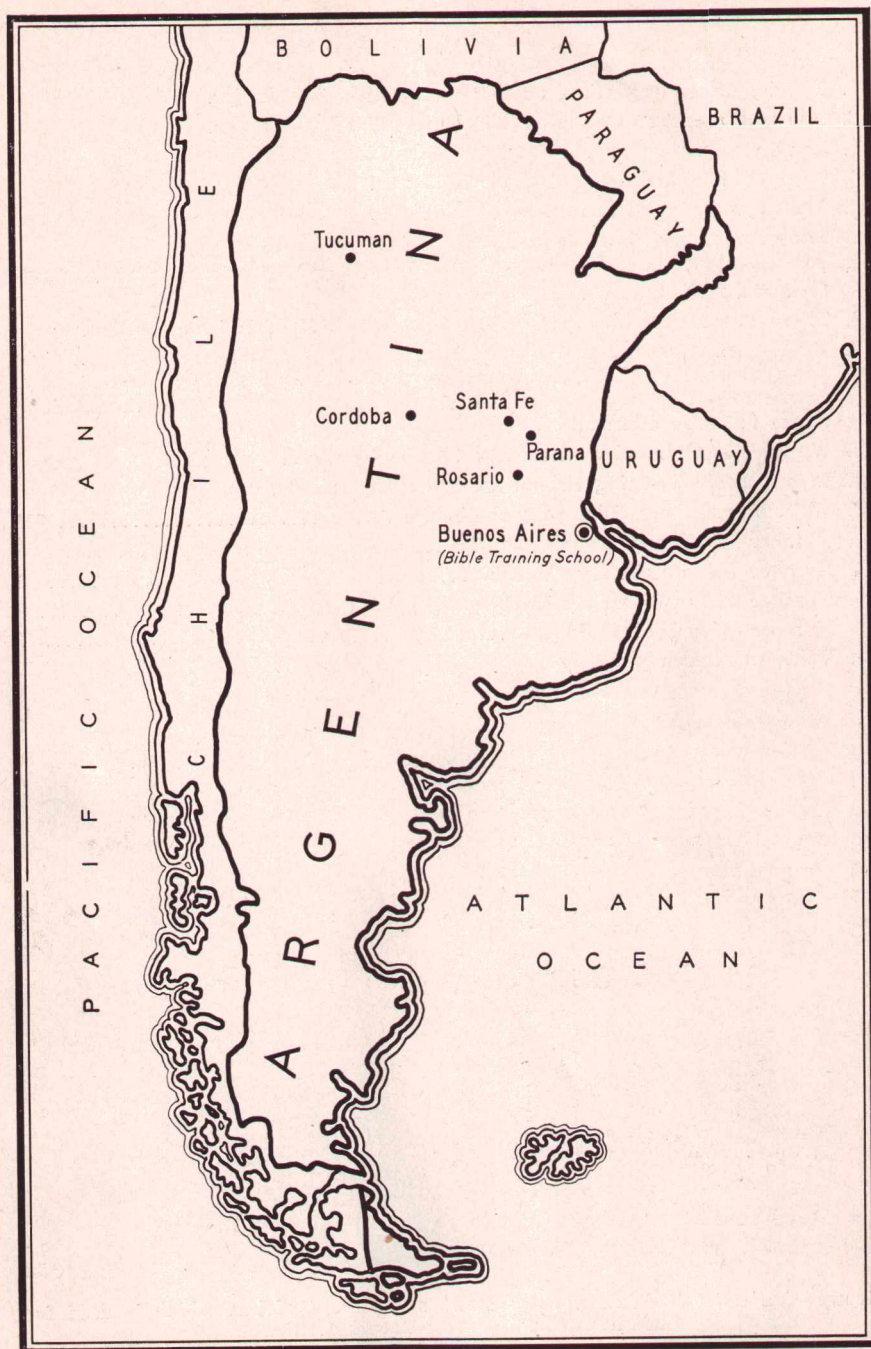 BOLIVIA
PARAGUAY
BRAZIL
CHILE
ARGENTINA
Tucuman
Cordoba
Santa Fe
Parana
Rosario
URUGUAY
Buenos Aires
(Bible Training School)
PACIFIC OCEAN
ATLANTIC
OCEAN